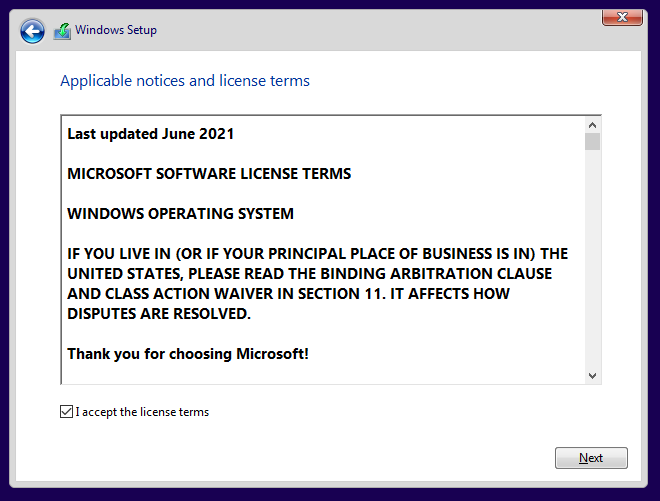 Windows Setup
Applicable notices and license terms
Last updated June 2021
MICROSOFT SOFTWARE LICENSE TERMS
WINDOWS OPERATING SYSTEM
IF YOU LIVE IN (OR IF YOUR PRINCIPAL PLACE OF BUSINESS IS IN) THE
UNITED STATES, PLEASE READ THE BINDING ARBITRATION CLAUSE
AND CLASS ACTION WAIVER IN SECTION 11. IT AFFECTS HOW
DISPUTES ARE RESOLVED.
Thank you for choosing Microsoft!
I accept the license terms
Next